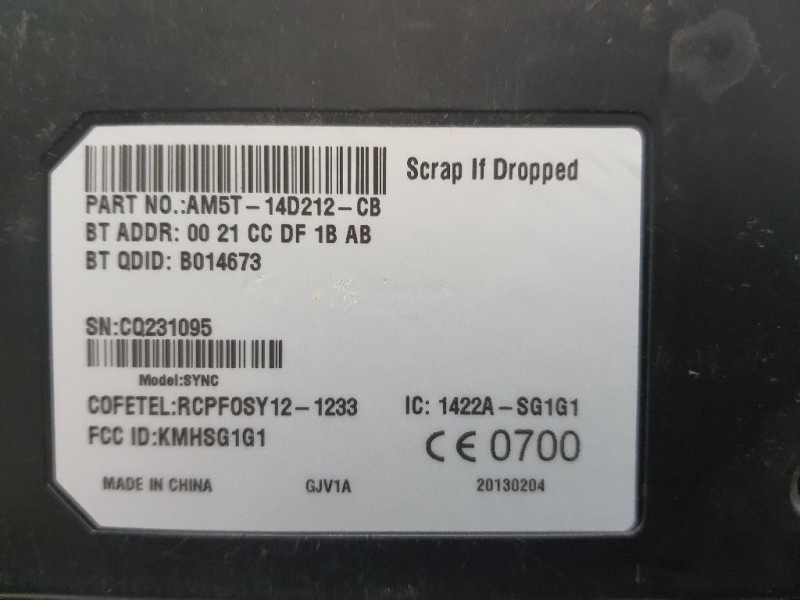 Scrap If Dropped
PART NO.:AM5T-14D212-CB
BT ADDR: 00 21 CC DF 1B AB
BT QDID: B014673
SN:CQ231095
Model:SYNC
COFETEL:RCPFOSY12-1233 IC: 1422A-SG1G1
FCC ID:KMHSG1G1 CE 0700
MADE IN CHINA GJV1A 20130204